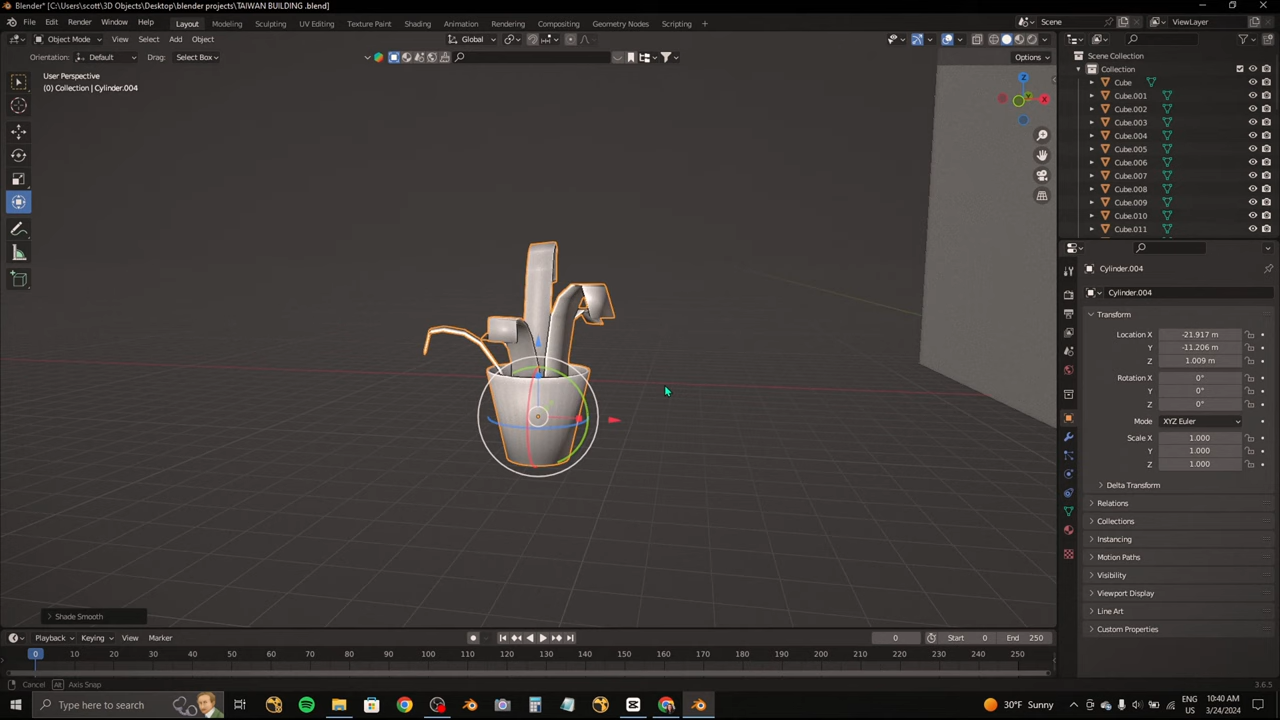 Blender* [C:\Users\scott\3D Objects\Desktop\blender projects\TAIWAN BUILDING .blend]
File Edit Render Window Help Layout Modeling Sculpting UV Editing Texture Paint Shading Animation Rendering Compositing Geometry Nodes Scripting + Scene ViewLayer
Object Mode View Select Add Object Global
Orientation: Default Drag: Select Box Options
User Perspective
(0) Collection | Cylinder.004
Z
X
Y
Scene Collection
Collection
Cube
Cube.001
Cube.002
Cube.003
Cube.004
Cube.005
Cube.006
Cube.007
Cube.008
Cube.009
Cube.010
Cube.011
Cylinder.004
Cylinder.004
Transform
Location X -21.917 m
Y -11.206 m
Z 1.009 m
Rotation X 0°
Y 0°
Z 0°
Mode XYZ Euler
Scale X 1.000
Y 1.000
Z 1.000
Delta Transform
Relations
Collections
Instancing
Motion Paths
Visibility
Viewport Display
Line Art
Custom Properties
Shade Smooth
Playback Keying View Marker 0 Start 0 End 250
0 10 20 30 40 50 60 70 80 90 100 110 120 130 140 150 160 170 180 190 200 210 220 230 240 250
Cancel Alt Axis Snap 3.6.5
Type here to search 30°F Sunny ENG US 10:40 AM 3/24/2024